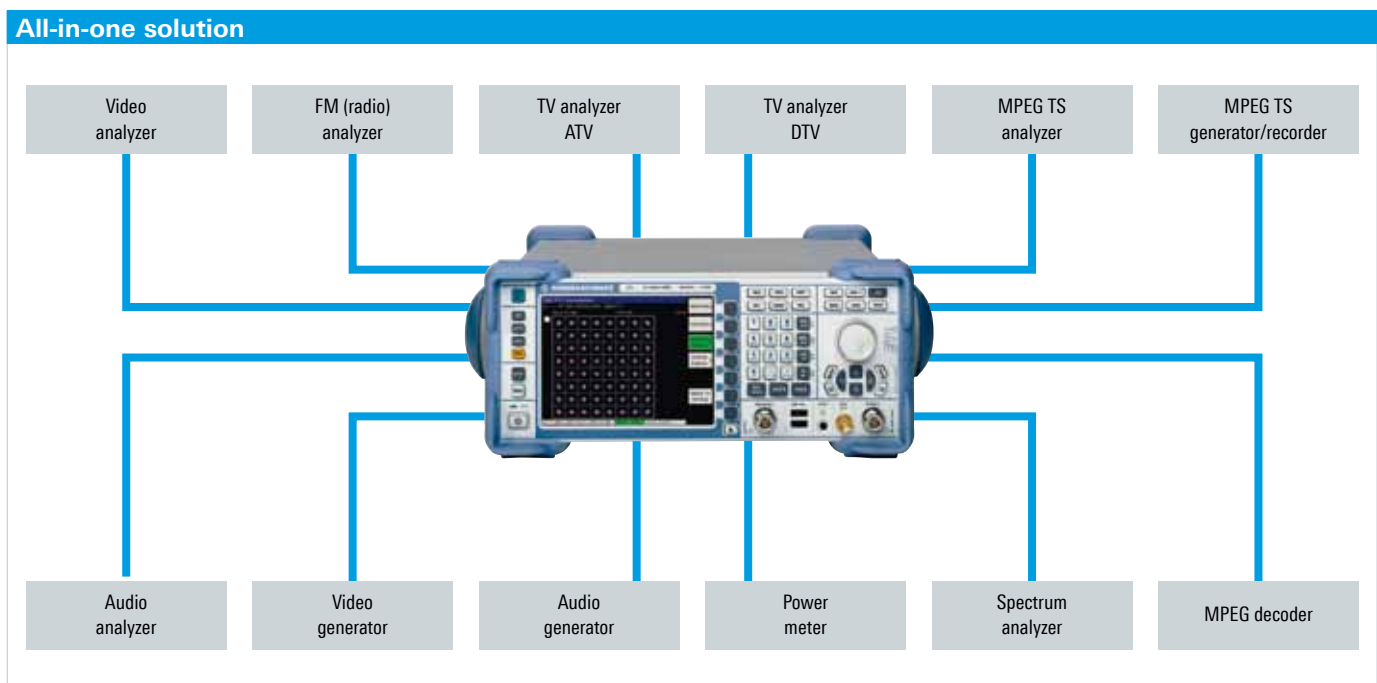 All-in-one solution
Video
analyzer
FM (radio)
analyzer
TV analyzer
ATV
TV analyzer
DTV
MPEG TS
analyzer
MPEG TS
generator/recorder
Audio
analyzer
Video
generator
Audio
generator
Power
meter
Spectrum
analyzer
MPEG decoder